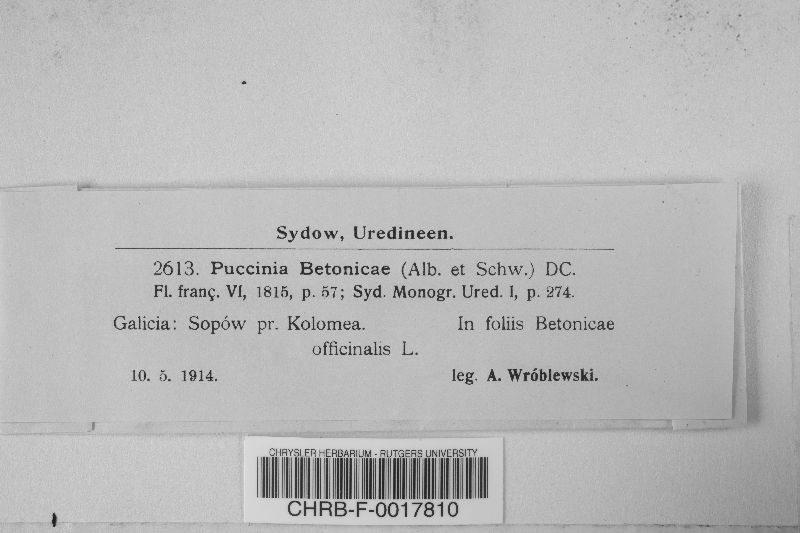 Sydow, Uredineen.
2613. Puccinia Betonicae (Alb. et Schw.) DC.
Fl. franç. VI, 1815, p. 57; Syd. Monogr. Ured. I, p. 274.
Galicia: Sopów pr. Kolomea. In foliis Betonicae
officinalis L.
10. 5. 1914. leg. A. Wróblewski.
CHRYSLER HERBARIUM - RUTGERS UNIVERSITY
CHRB-F-0017810